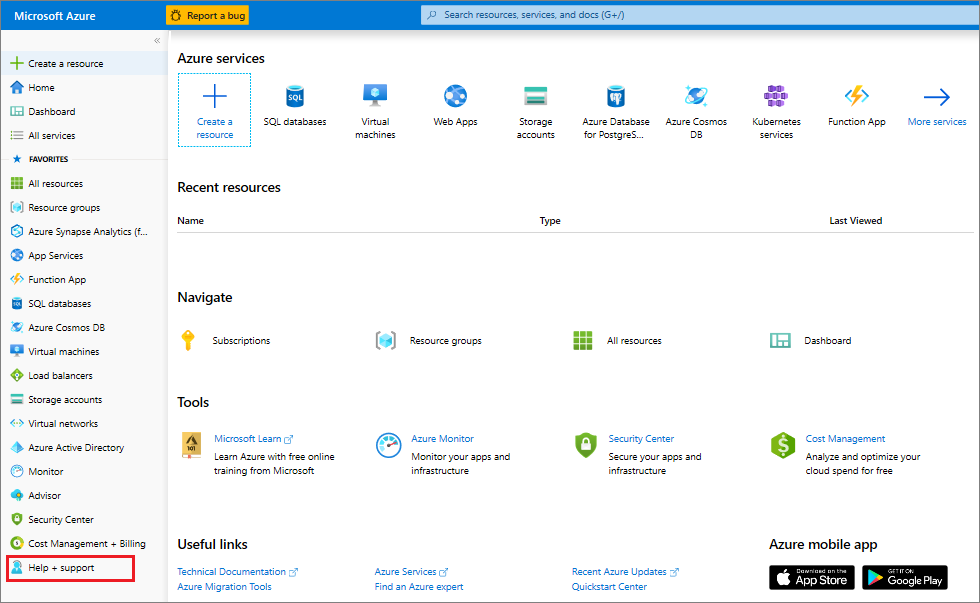 Microsoft Azure
Report a bug
Search resources, services, and docs (G+/)
«
Create a resource
Home
Dashboard
All services
FAVORITES
All resources
Resource groups
Azure Synapse Analytics (f...
App Services
Function App
SQL databases
Azure Cosmos DB
Virtual machines
Load balancers
Storage accounts
Virtual networks
Azure Active Directory
Monitor
Advisor
Security Center
Cost Management + Billing
Help + support
Azure services
Create a
resource
SQL
SQL databases
Virtual
machines
Web Apps
Storage
accounts
Azure Database
for PostgreS...
Azure Cosmos
DB
Kubernetes
services
Function App
More services
Recent resources
Name Type Last Viewed
Navigate
Subscriptions
Resource groups
All resources
Dashboard
Tools
101
Microsoft Learn
Learn Azure with free online
training from Microsoft
Azure Monitor
Monitor your apps and
infrastructure
Security Center
Secure your apps and
infrastructure
$
Cost Management
Analyze and optimize your
cloud spend for free
Useful links
Technical Documentation
Azure Migration Tools
Azure Services
Find an Azure expert
Recent Azure Updates
Quickstart Center
Azure mobile app
Download on the
App Store
GET IT ON
Google Play